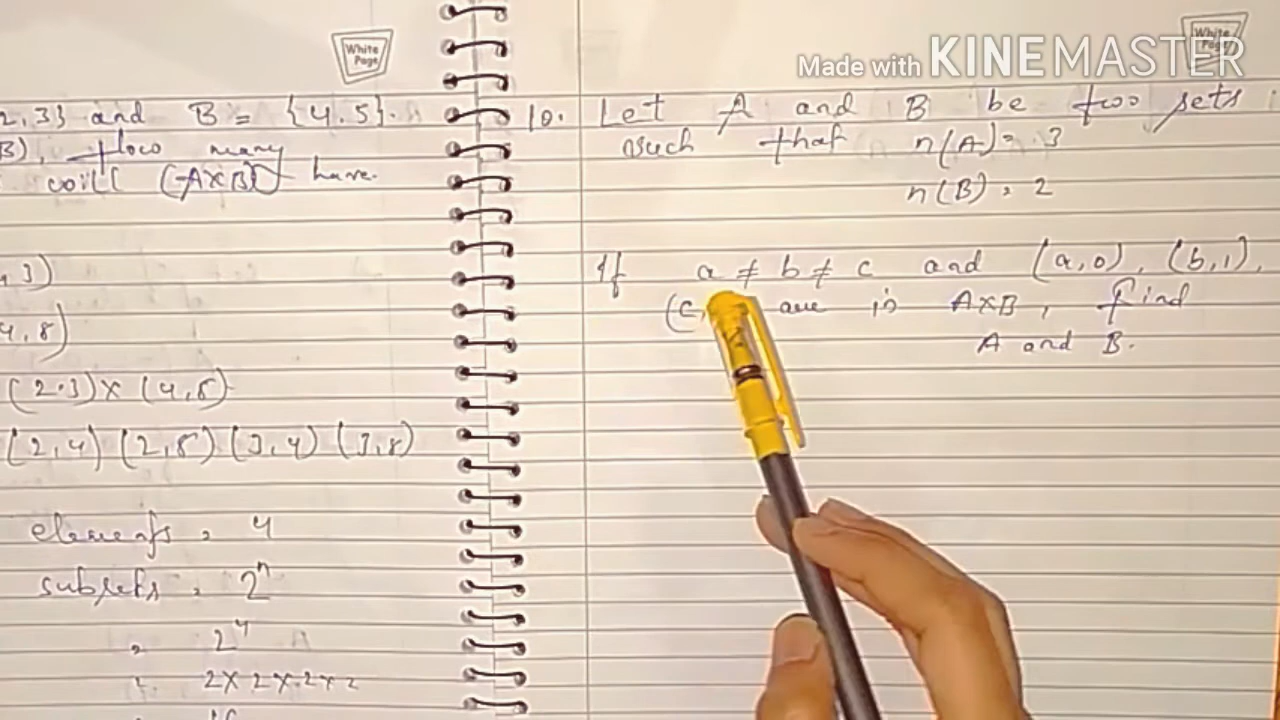 White Page
2,3} and B = {4.5}.
B), How many
will (A×B) have.
,3)
4,8)
(2.3)× (4,8)
(2,4) (2,8) (3,4) (3,8)
elements = 4
subsets = 2ⁿ
= 2⁴
2×2×2×2
Made with KINEMASTER
White Page
10. Let A and B be two sets
such that n(A) = 3
n(B) = 2
If a ≠ b ≠ c and (a,0), (b,1),
(c, are in A×B, find
A and B.